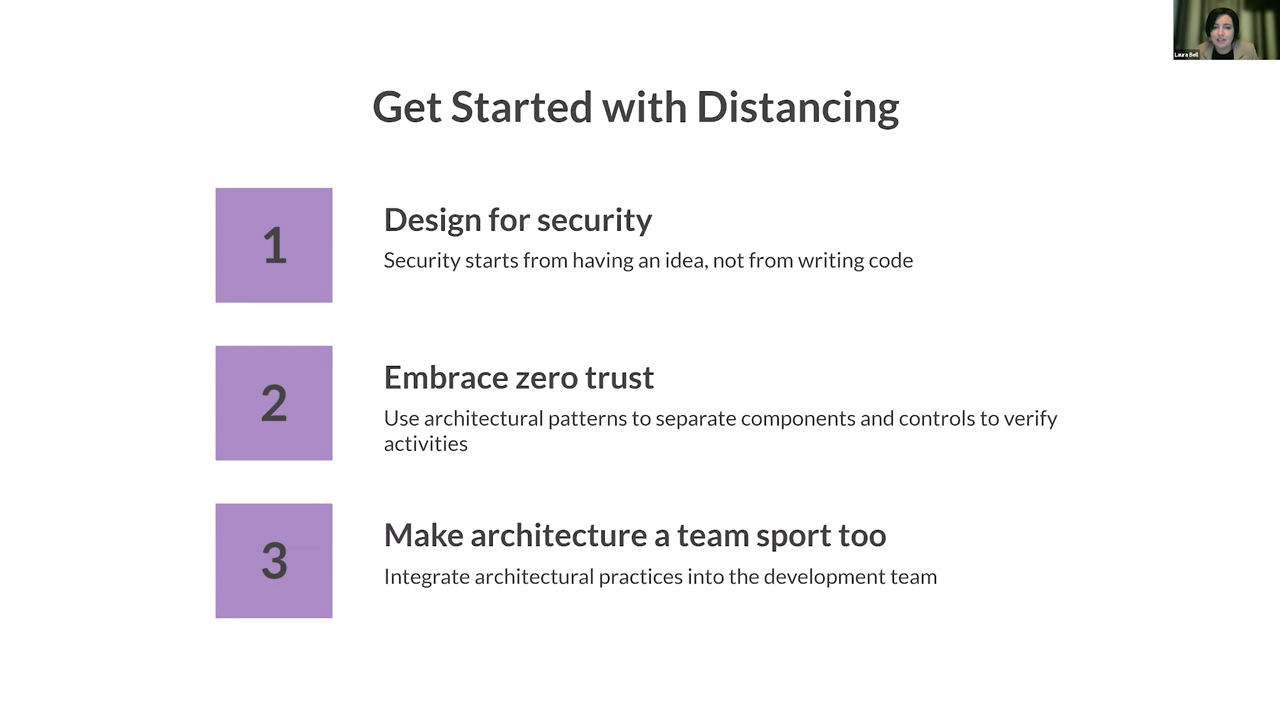 Laura Bell
Get Started with Distancing
1
Design for security
Security starts from having an idea, not from writing code
2
Embrace zero trust
Use architectural patterns to separate components and controls to verify
activities
3
Make architecture a team sport too
Integrate architectural practices into the development team